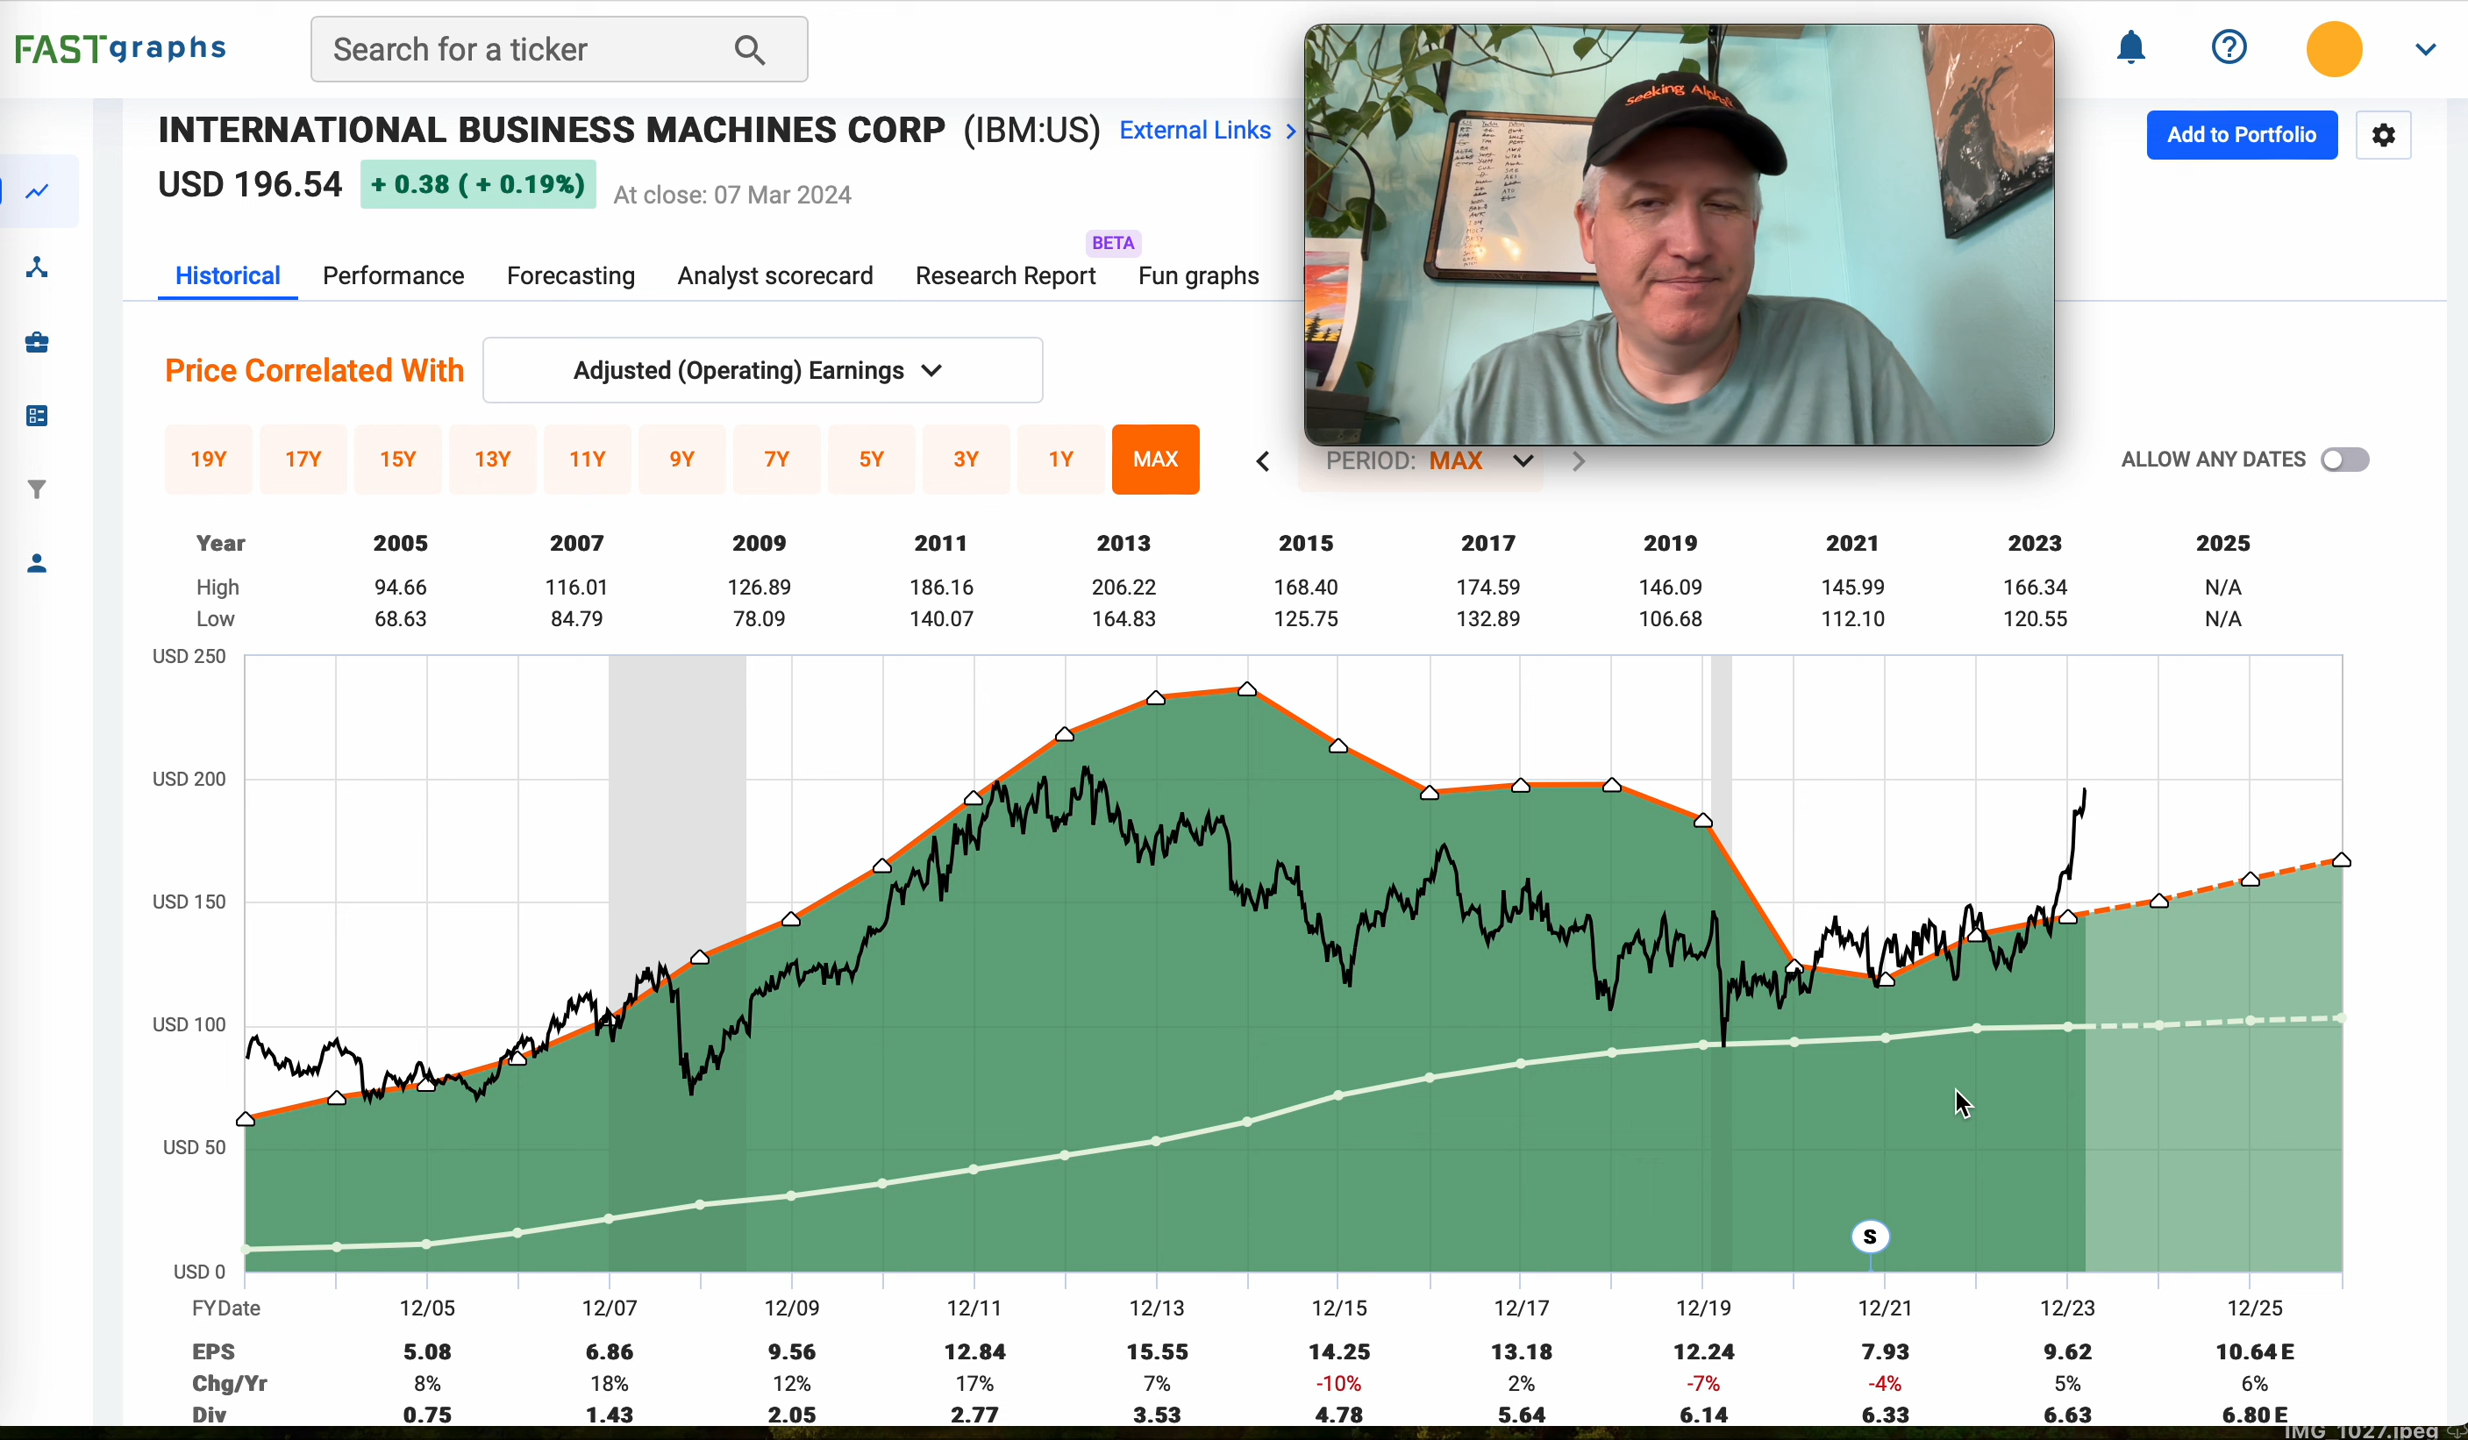 FASTgraphs
Search for a ticker
INTERNATIONAL BUSINESS MACHINES CORP (IBM:US) External Links
Add to Portfolio
USD 196.54 + 0.38 ( + 0.19%) At close: 07 Mar 2024
Seeking Alpha
BETA
Historical Performance Forecasting Analyst scorecard Research Report Fun graphs
Price Correlated With Adjusted (Operating) Earnings
19Y 17Y 15Y 13Y 11Y 9Y 7Y 5Y 3Y 1Y MAX PERIOD: MAX ALLOW ANY DATES
Year 2005 2007 2009 2011 2013 2015 2017 2019 2021 2023 2025
High 94.66 116.01 126.89 186.16 206.22 168.40 174.59 146.09 145.99 166.34 N/A
Low 68.63 84.79 78.09 140.07 164.83 125.75 132.89 106.68 112.10 120.55 N/A
USD 250
USD 200
USD 150
USD 100
USD 50
S
USD 0
FYDate 12/05 12/07 12/09 12/11 12/13 12/15 12/17 12/19 12/21 12/23 12/25
EPS 5.08 6.86 9.56 12.84 15.55 14.25 13.18 12.24 7.93 9.62 10.64E
Chg/Yr 8% 18% 12% 17% 7% -10% 2% -7% -4% 5% 6%
Div 0.75 1.43 2.05 2.77 3.53 4.78 5.64 6.14 6.33 6.63 6.80E
IMG_1027.jpeg